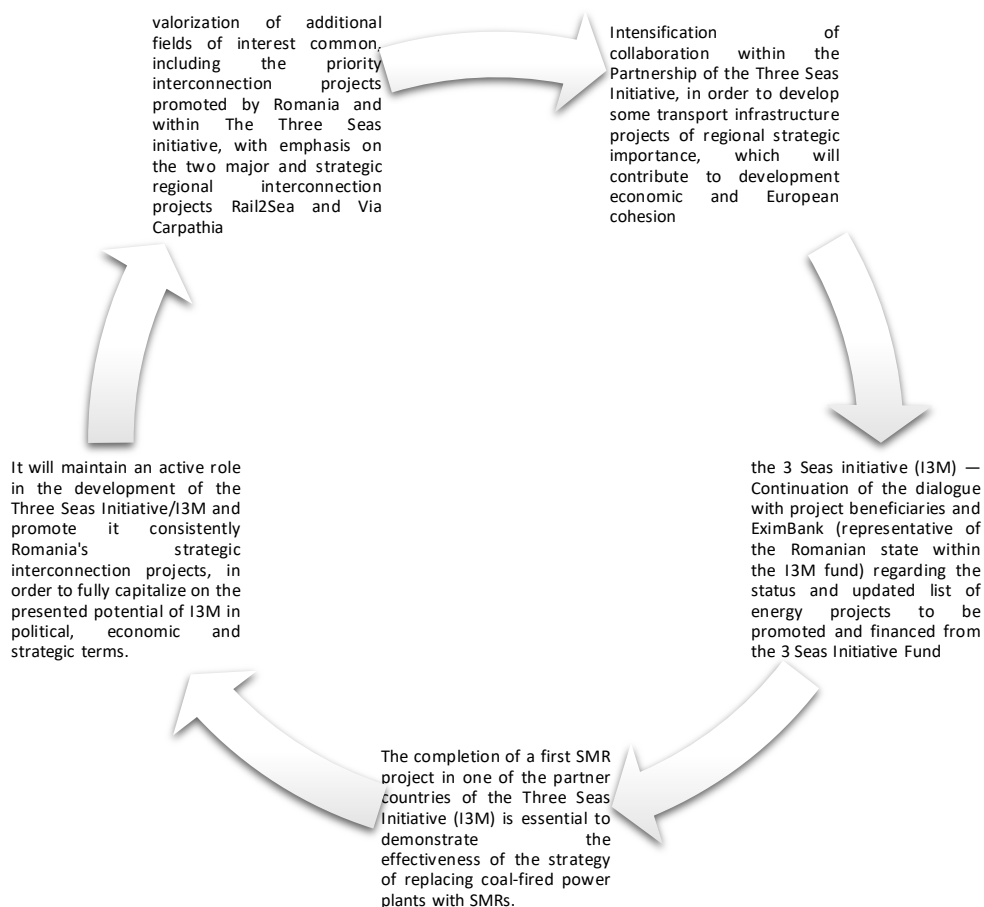 valorization of additional
fields of interest common,
including the priority
interconnection projects
promoted by Romania and
within The Three Seas
initiative, with emphasis on
the two major and strategic
regional interconnection
projects Rail2Sea and Via
Carpathia
Intensification of
collaboration within the
Partnership of the Three Seas
Initiative, in order to develop
some transport infrastructure
projects of regional strategic
importance, which will
contribute to development
economic and European
cohesion
the 3 Seas initiative (I3M) —
Continuation of the dialogue
with project beneficiaries and
EximBank (representative of
the Romanian state within
the I3M fund) regarding the
status and updated list of
energy projects to be
promoted and financed from
the 3 Seas Initiative Fund
The completion of a first SMR
project in one of the partner
countries of the Three Seas
Initiative (I3M) is essential to
demonstrate the
effectiveness of the strategy
of replacing coal-fired power
plants with SMRs.
It will maintain an active role
in the development of the
Three Seas Initiative/I3M and
promote it consistently
Romania's strategic
interconnection projects, in
order to fully capitalize on the
presented potential of I3M in
political, economic and
strategic terms.